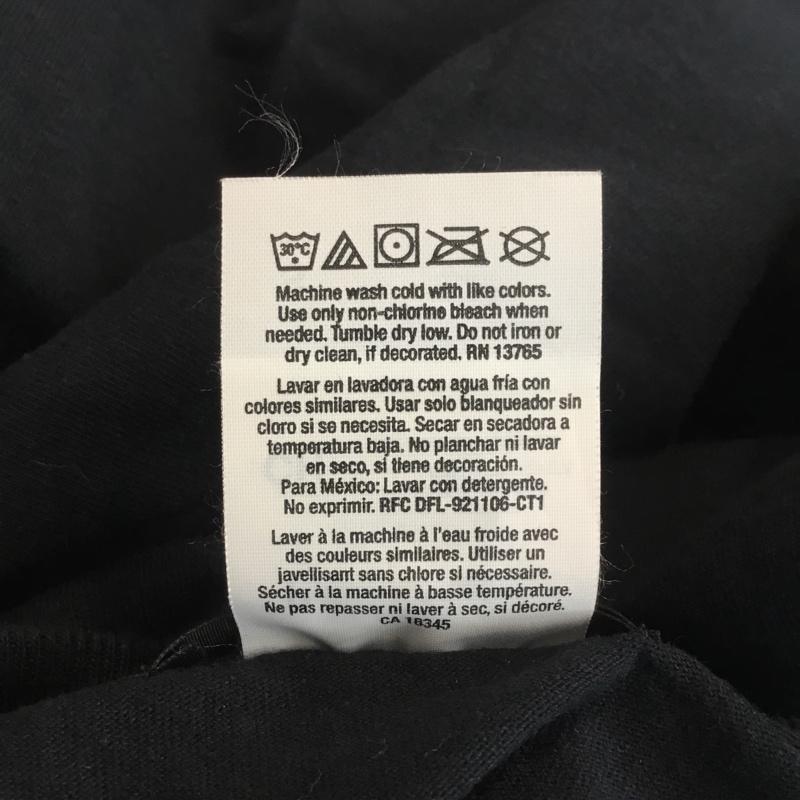 30°C
Machine wash cold with like colors.
Use only non-chlorine bleach when
needed. Tumble dry low. Do not iron or
dry clean, if decorated. RN 13765
Lavar en lavadora con agua fría con
colores similares. Usar solo blanqueador sin
cloro si se necesita. Secar en secadora a
temperatura baja. No planchar ni lavar
en seco, si tiene decoración.
Para México: Lavar con detergente.
No exprimir. RFC DFL-921106-CT1
Laver à la machine à l'eau froide avec
des couleurs similaires. Utiliser un
javellisant sans chlore si nécessaire.
Sécher à la machine à basse température.
Ne pas repasser ni laver à sec, si décoré.
CA 18345